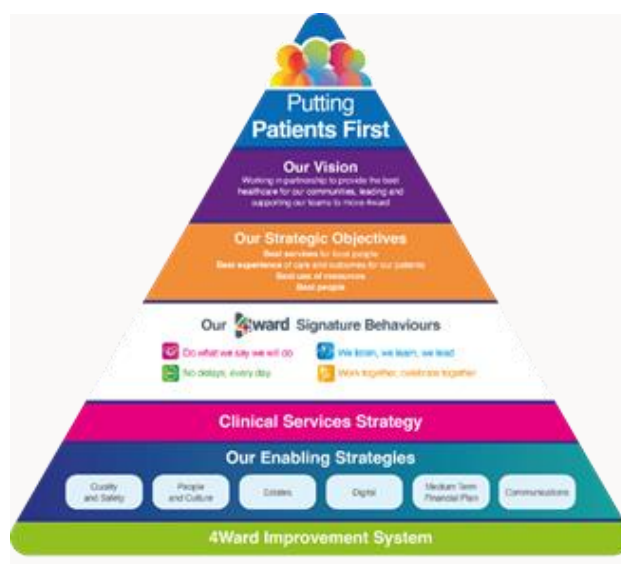 Putting
Patients First
Our Vision
Working in partnership to provide the best
healthcare for our communities, leading and
supporting our teams to move 4ward
Our Strategic Objectives
Best services for local people
Best experience of care and outcomes for our patients
Best use of resources
Best people
Our 4ward Signature Behaviours
Do what we say we will do
We listen, we learn, we lead
No delays, every day
Work together, celebrate together
Clinical Services Strategy
Our Enabling Strategies
Quality and Safety
People and Culture
Estates
Digital
Medium Term Financial Plan
Communications
4Ward Improvement System